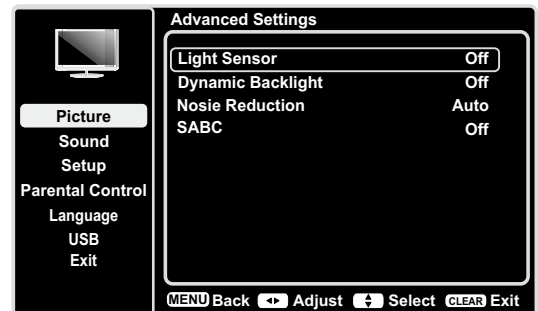 Advanced Settings
Light Sensor Off
Dynamic Backlight Off
Nosie Reduction Auto
SABC Off
Picture
Sound
Setup
Parental Control
Language
USB
Exit
MENU Back Adjust Select CLEAR Exit